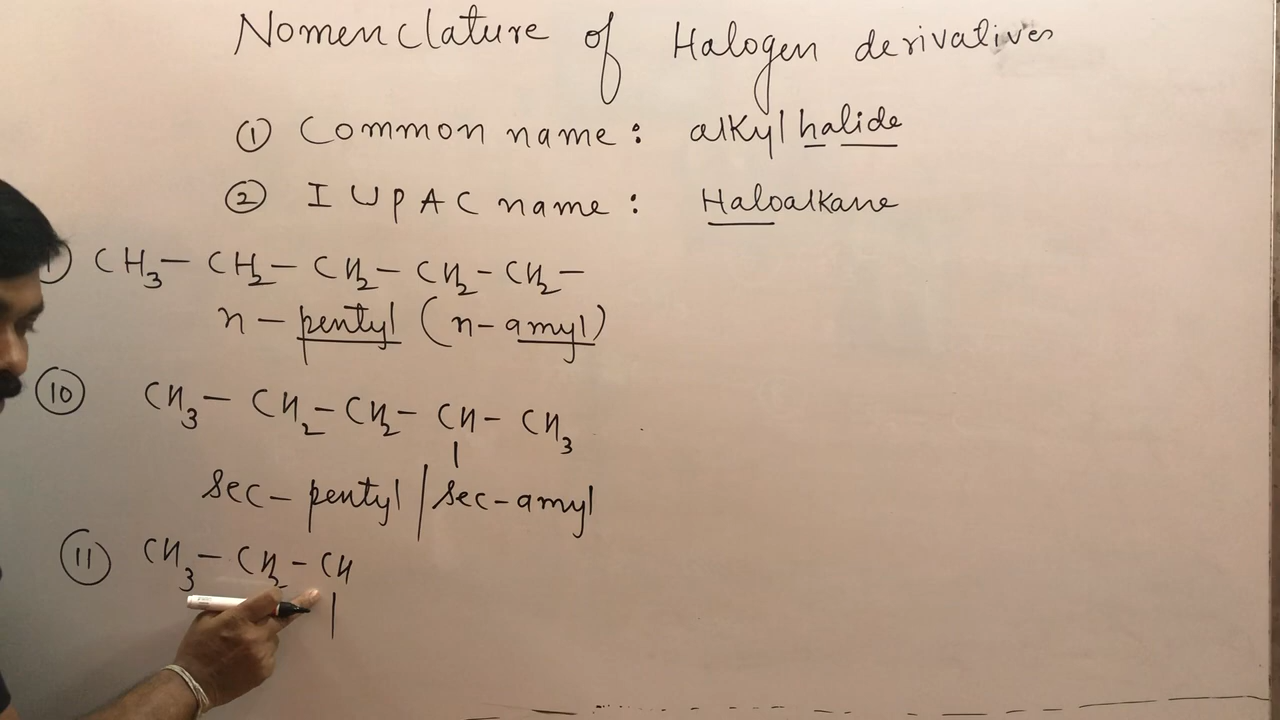 Nomenclature of Halogen derivatives
① Common name : alkyl halide
② IUPAC name : Haloalkane
CH₃– CH₂– CH₂– CH₂– CH₂–
n – pentyl (n-amyl)
⑩ CH₃– CH₂– CH₂– CH– CH₃
|
Sec – pentyl / Sec-amyl
⑪ CH₃– CH₂– CH
|